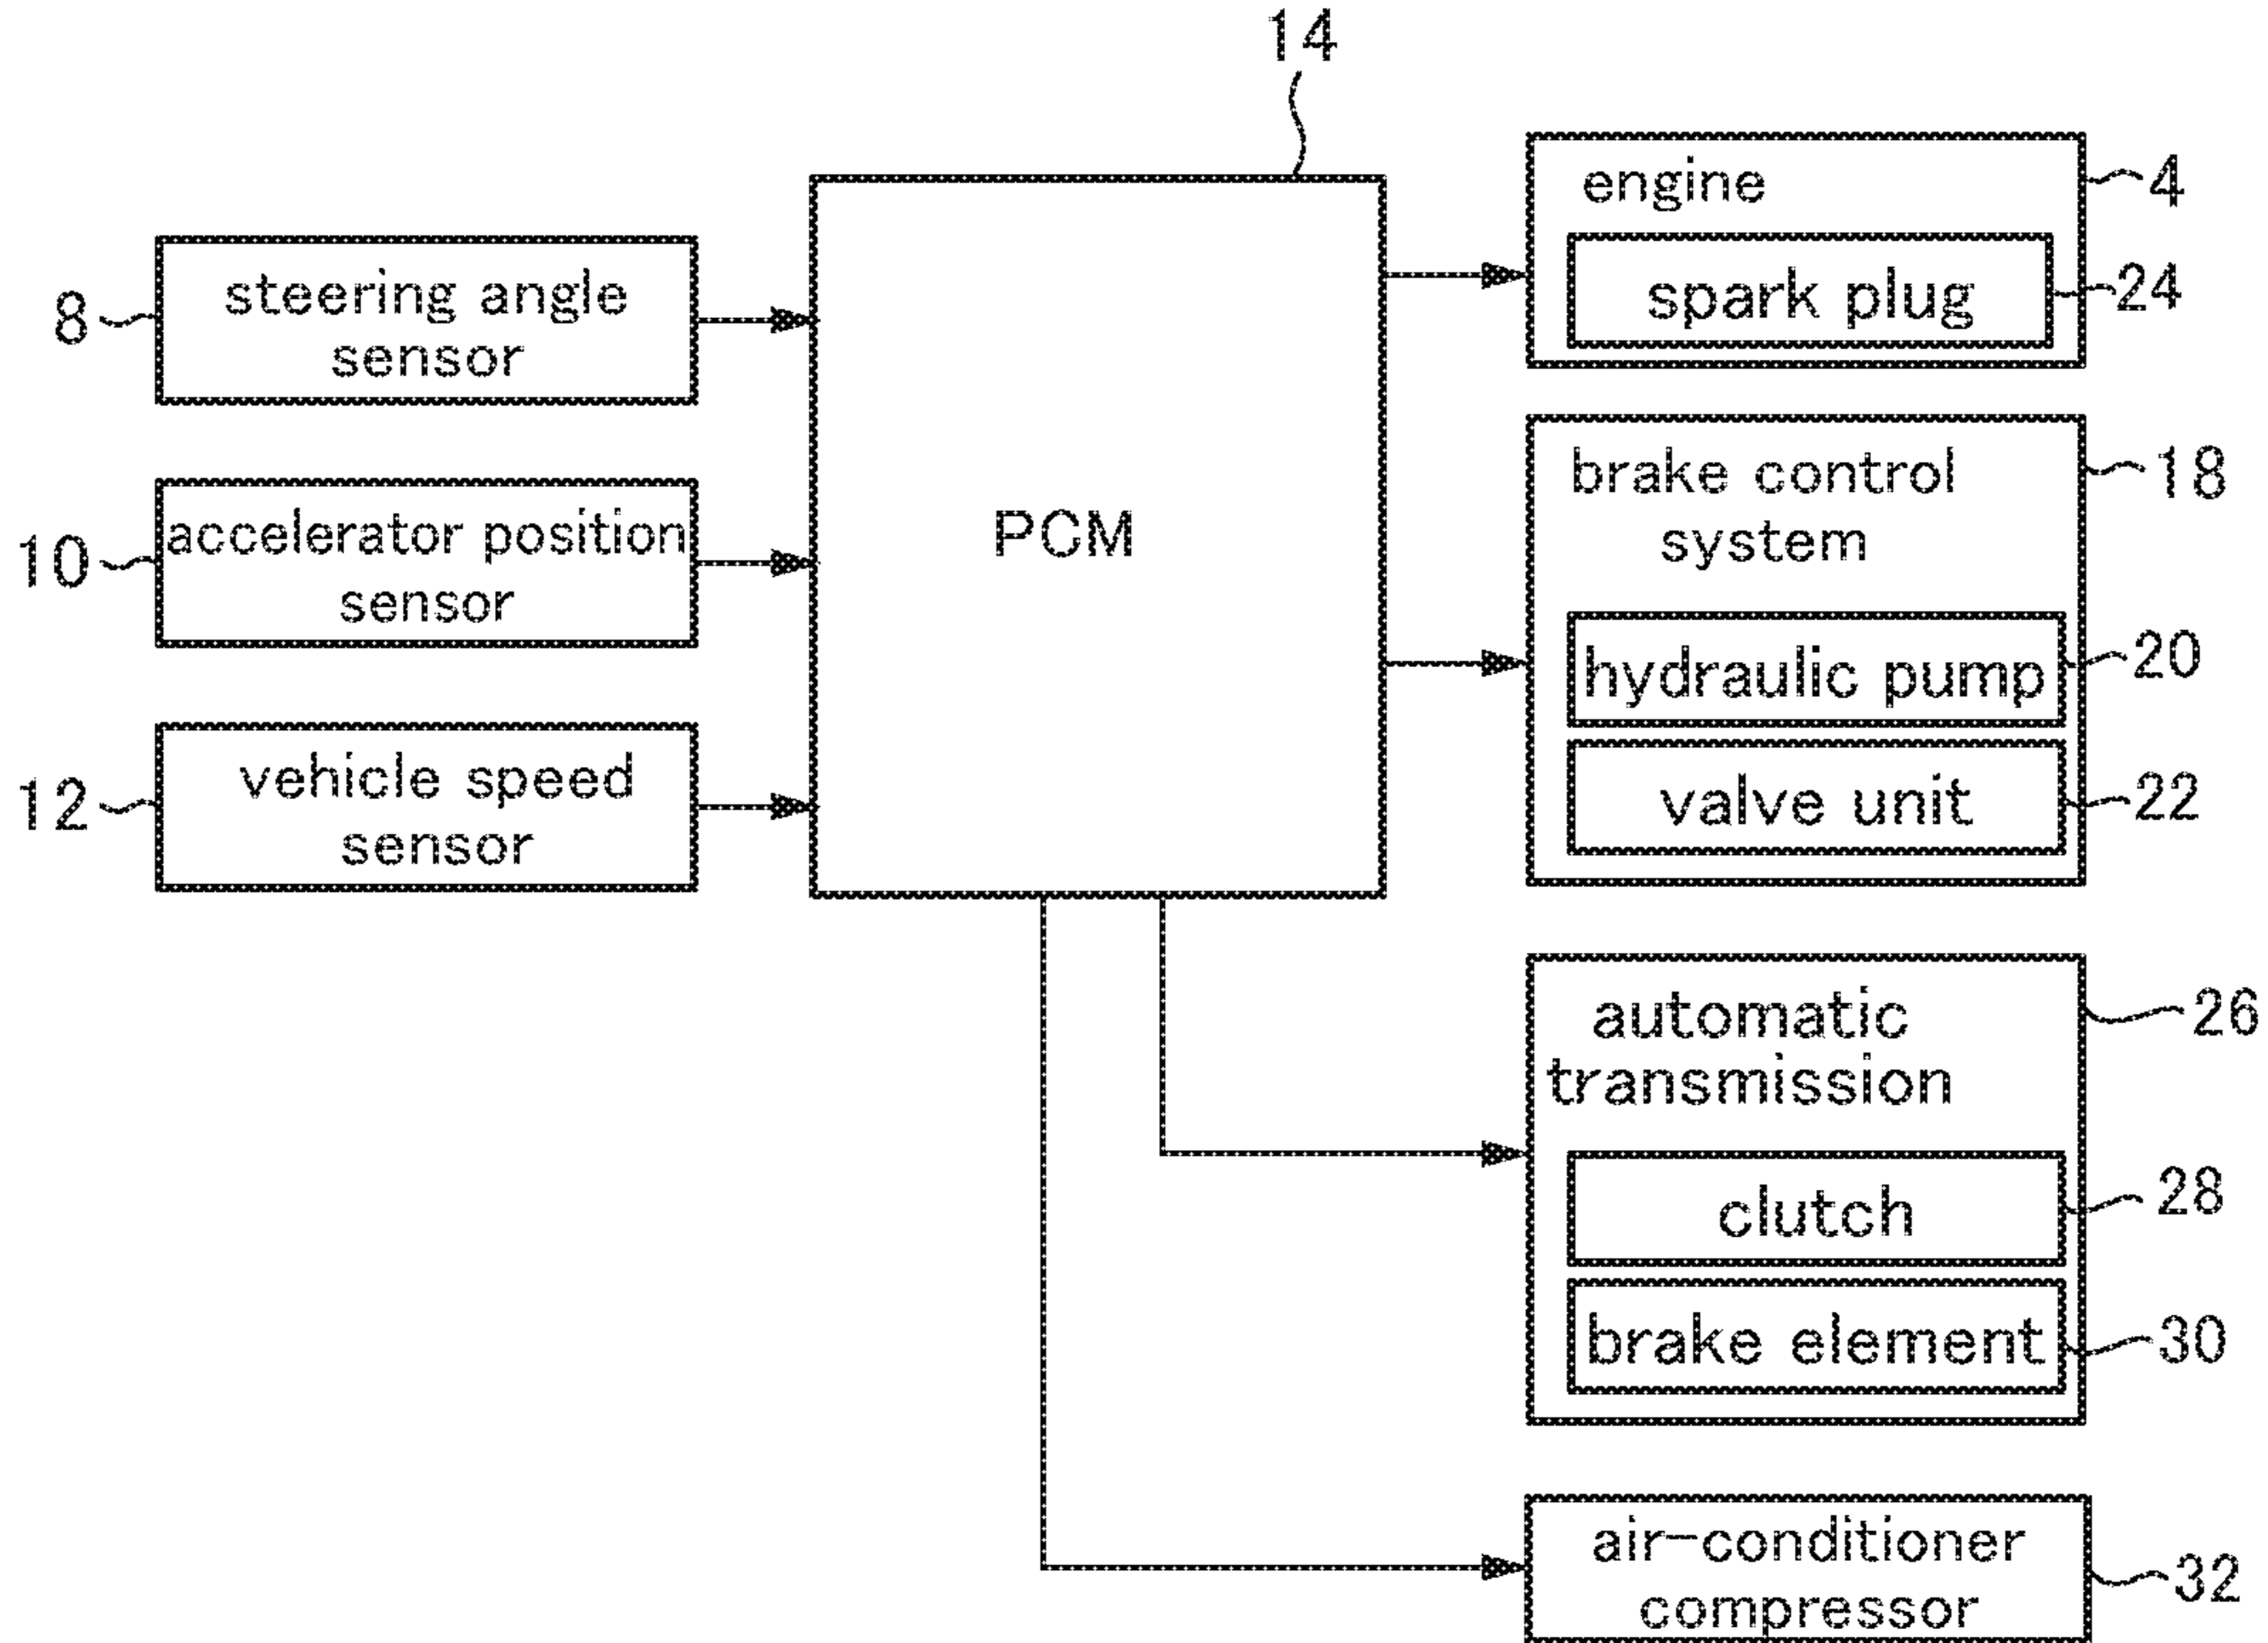 14
8
steering angle
sensor
10
accelerator position
sensor
12
vehicle speed
sensor
PCM
engine
4
spark plug
24
brake control
system
18
hydraulic pump
20
valve unit
22
automatic
transmission
26
clutch
28
brake element
30
air-conditioner
compressor
32